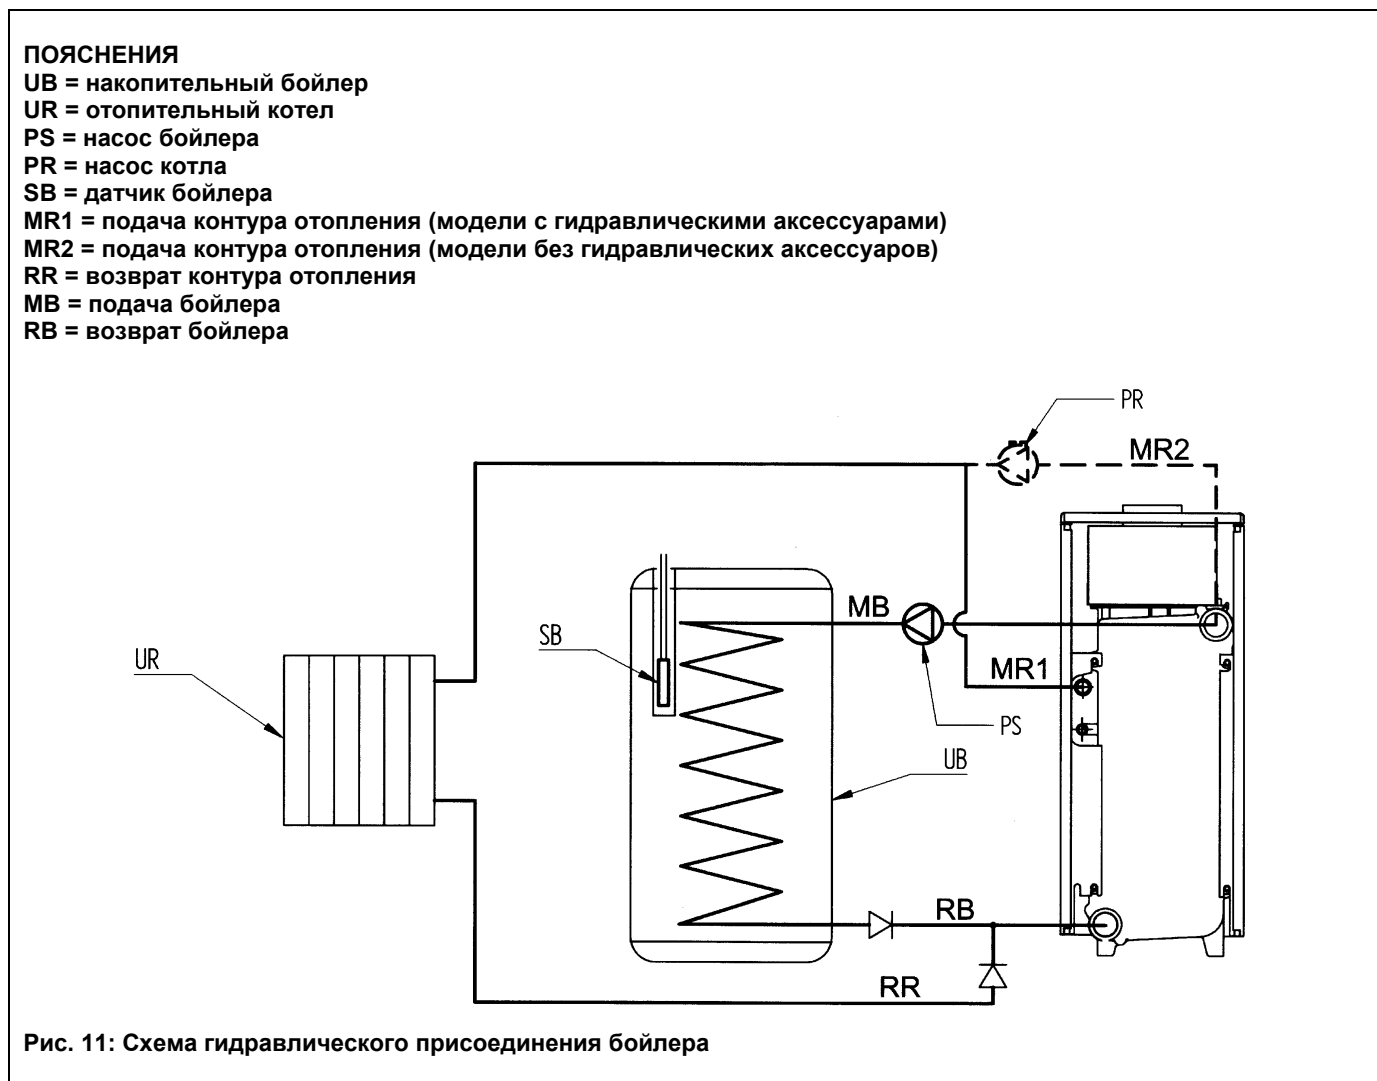 ПОЯСНЕНИЯ
UB = накопительный бойлер
UR = отопительный котел
PS = насос бойлера
PR = насос котла
SB = датчик бойлера
MR1 = подача контура отопления (модели с гидравлическими аксессуарами)
MR2 = подача контура отопления (модели без гидравлических аксессуаров)
RR = возврат контура отопления
MB = подача бойлера
RB = возврат бойлера
PR
MR2
MB
SB
UR
MR1
PS
UB
RB
RR
Рис. 11: Схема гидравлического присоединения бойлера